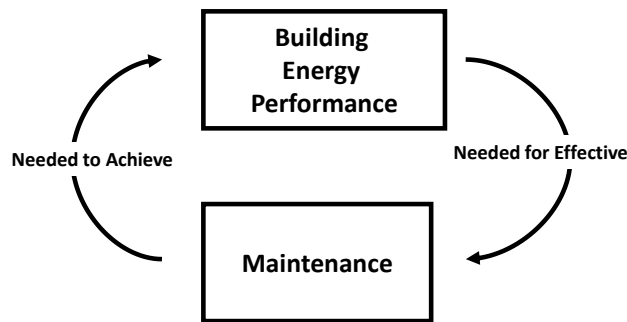 Building
Energy
Performance
Needed to Achieve
Needed for Effective
Maintenance